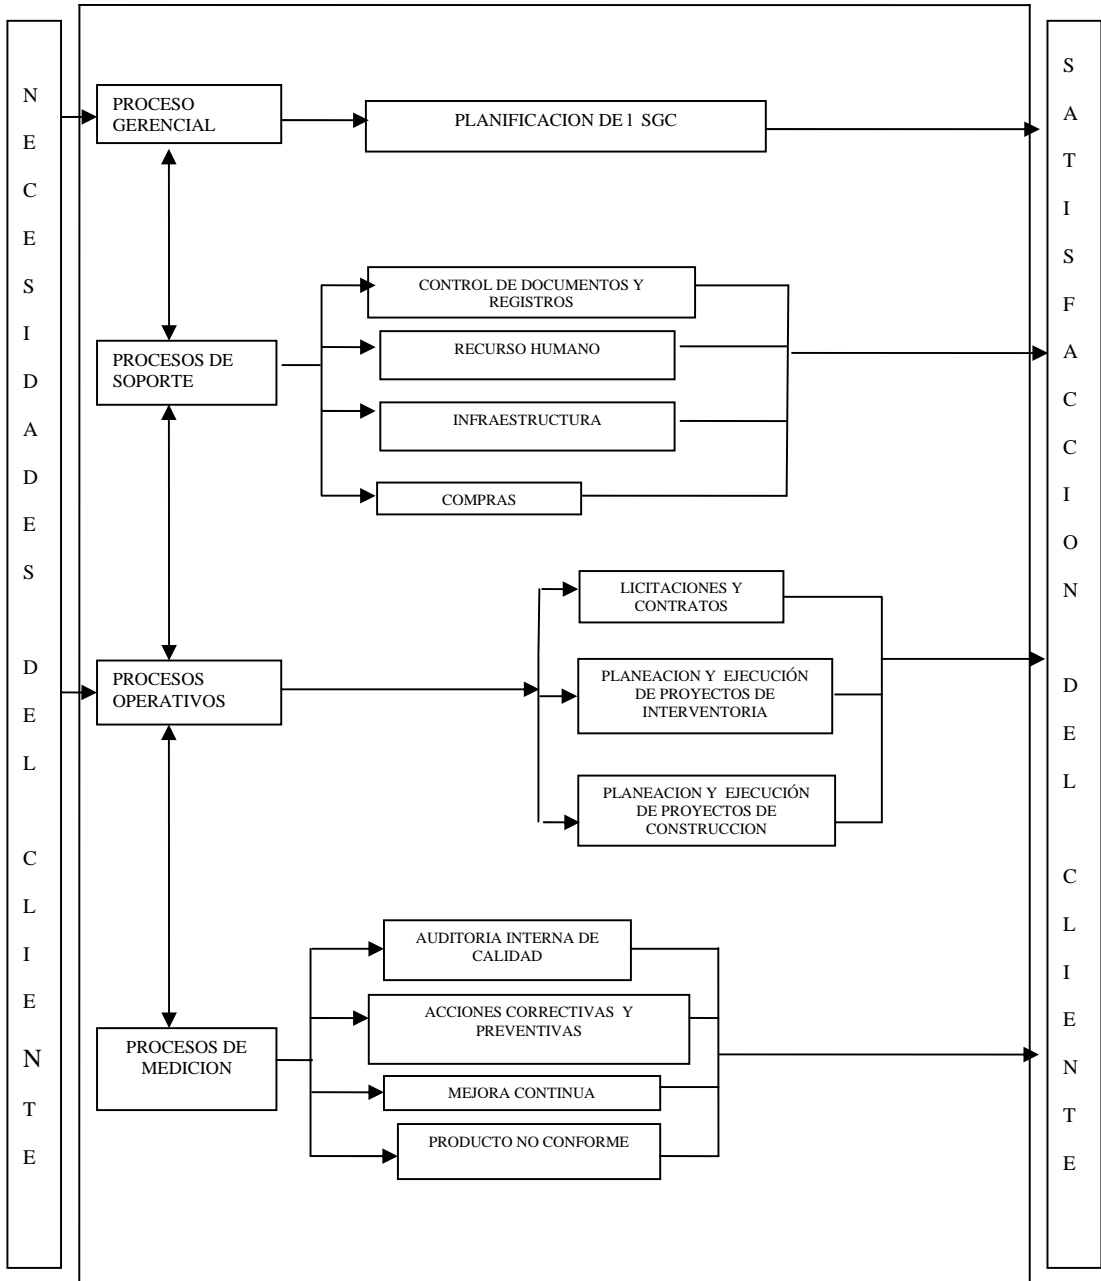 NECESIDADES DEL CLIENTE
PROCESO
GERENCIAL
PLANIFICACION DE l SGC
PROCESOS DE
SOPORTE
CONTROL DE DOCUMENTOS Y
REGISTROS
RECURSO HUMANO
INFRAESTRUCTURA
COMPRAS
PROCESOS
OPERATIVOS
LICITACIONES Y
CONTRATOS
PLANEACION Y EJECUCIÓN
DE PROYECTOS DE
INTERVENTORIA
PLANEACION Y EJECUCIÓN
DE PROYECTOS DE
CONSTRUCCION
PROCESOS DE
MEDICION
AUDITORIA INTERNA DE
CALIDAD
ACCIONES CORRECTIVAS Y
PREVENTIVAS
MEJORA CONTINUA
PRODUCTO NO CONFORME
SATISFACCION DEL CLIENTE